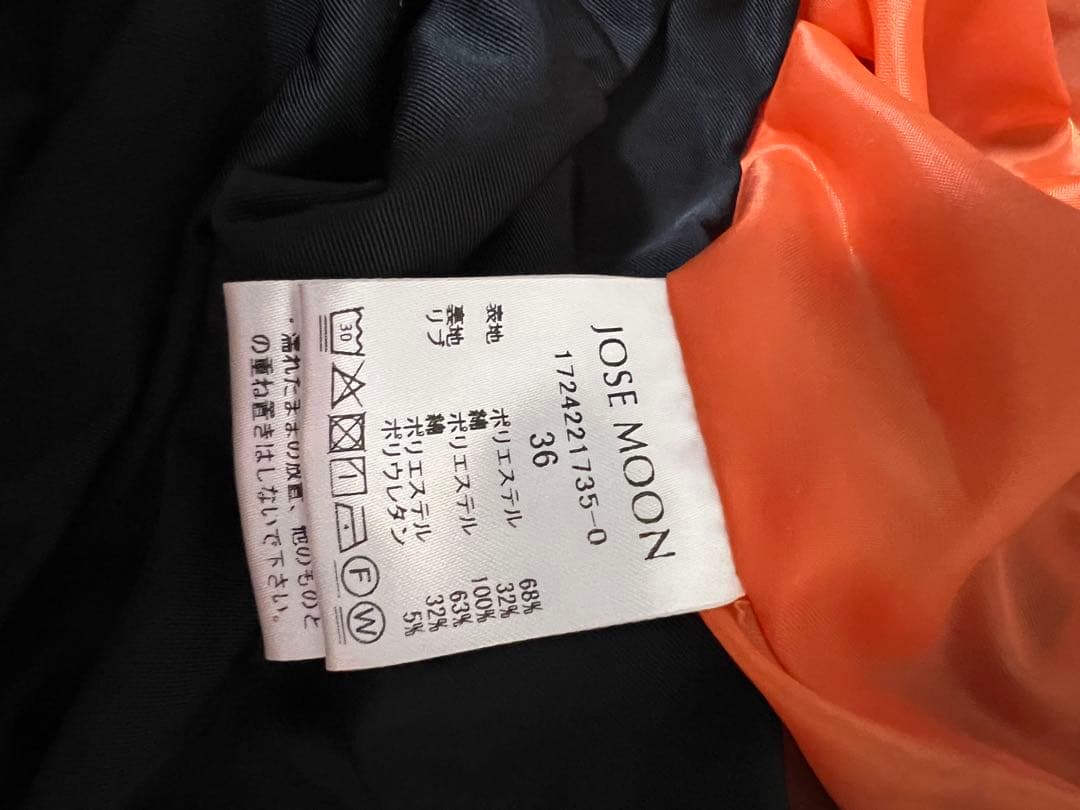 JOSE MOON
1724221735-0
36
表地 ポリエステル 68%
綿 32%
裏地 ポリエステル 100%
リブ 綿 63%
ポリエステル 32%
ポリウレタン 5%
30 F W
・濡れたままの放置、他のものと
の重ね置きはしないで下さい。